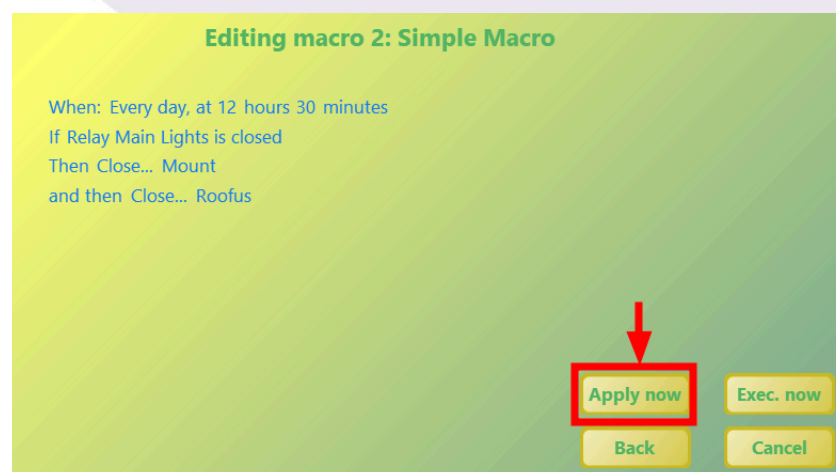 Editing macro 2: Simple Macro
When: Every day, at 12 hours 30 minutes
If Relay Main Lights is closed
Then Close... Mount
and then Close... Roofus
Apply now
Exec. now
Back
Cancel